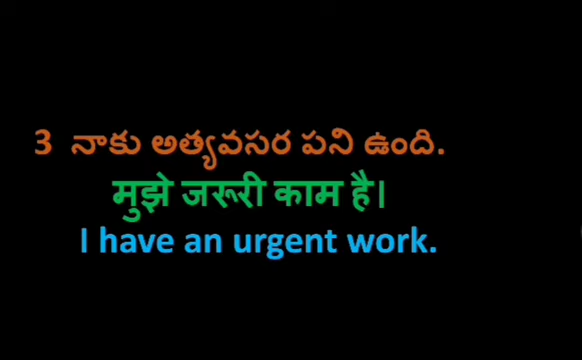 3 నాకు అత్యవసర పని ఉంది.
मुझे जरूरी काम है।
I have an urgent work.